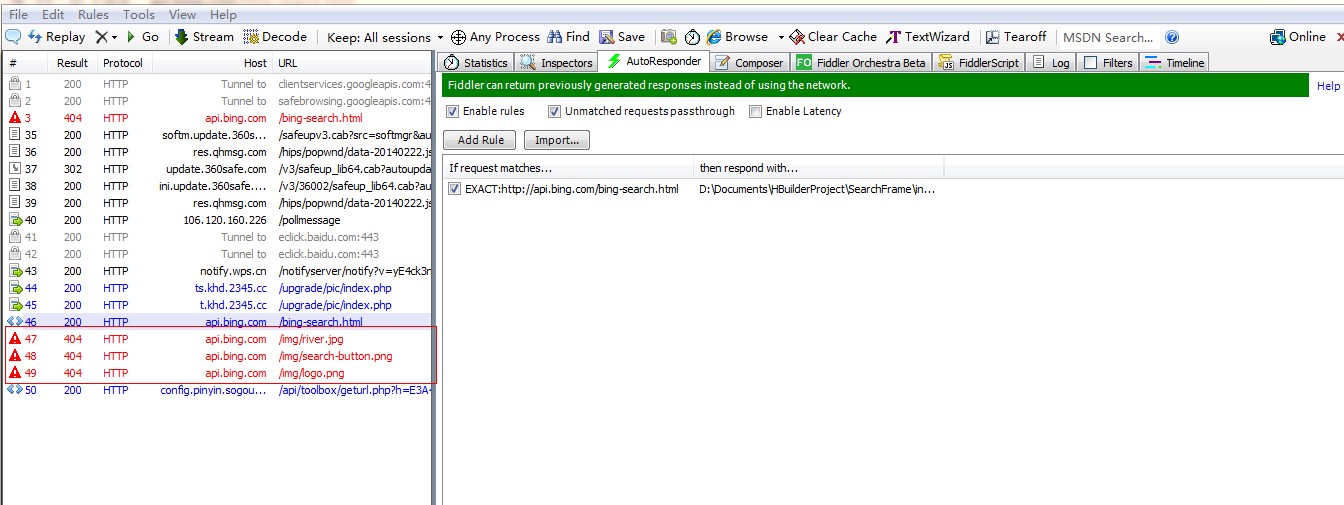 File Edit Rules Tools View Help
Replay Go Stream Decode Keep: All sessions Any Process Find Save Browse Clear Cache TextWizard Tearoff MSDN Search... Online
# Result Protocol Host URL
1 200 HTTP Tunnel to clientservices.googleapis.com:4
2 200 HTTP Tunnel to safebrowsing.googleapis.com:4
3 404 HTTP api.bing.com /bing-search.html
35 200 HTTP softm.update.360s... /safeupv3.cab?src=softmgr&au
36 200 HTTP res.qhmsg.com /hips/popwnd/data-20140222.js
37 302 HTTP update.360safe.com /v3/safeup_lib64.cab?autoupda
38 200 HTTP ini.update.360safe.... /v3/36002/safeup_lib64.cab?au
39 200 HTTP res.qhmsg.com /hips/popwnd/data-20140222.js
40 200 HTTP 106.120.160.226 /pollmessage
41 200 HTTP Tunnel to eclick.baidu.com:443
42 200 HTTP Tunnel to eclick.baidu.com:443
43 200 HTTP notify.wps.cn /notifyserver/notify?v=yE4ck3n
44 200 HTTP ts.khd.2345.cc /upgrade/pic/index.php
45 200 HTTP t.khd.2345.cc /upgrade/pic/index.php
46 200 HTTP api.bing.com /bing-search.html
47 404 HTTP api.bing.com /img/river.jpg
48 404 HTTP api.bing.com /img/search-button.png
49 404 HTTP api.bing.com /img/logo.png
50 200 HTTP config.pinyin.sogou... /api/toolbox/geturl.php?h=E3A
Statistics Inspectors AutoResponder Composer FO Fiddler Orchestra Beta FiddlerScript Log Filters Timeline
Fiddler can return previously generated responses instead of using the network. Help
Enable rules Unmatched requests passthrough Enable Latency
Add Rule Import...
If request matches... then respond with...
EXACT:http://api.bing.com/bing-search.html D:\Documents\HBuilderProject\SearchFrame\in...